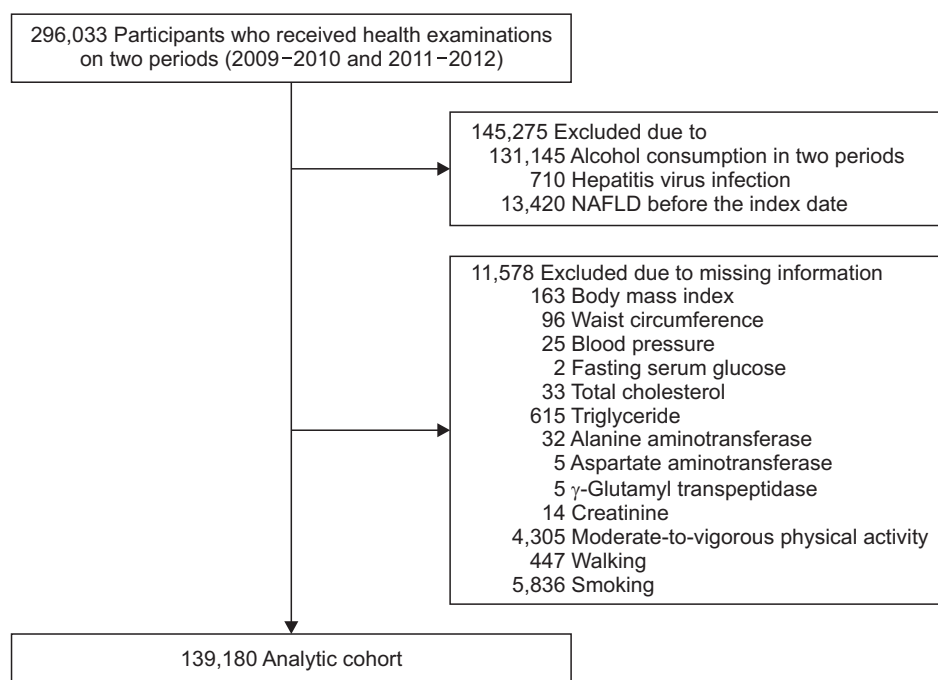 296,033 Participants who received health examinations
on two periods (2009−2010 and 2011−2012)
145,275 Excluded due to
131,145 Alcohol consumption in two periods
710 Hepatitis virus infection
13,420 NAFLD before the index date
11,578 Excluded due to missing information
163 Body mass index
96 Waist circumference
25 Blood pressure
2 Fasting serum glucose
33 Total cholesterol
615 Triglyceride
32 Alanine aminotransferase
5 Aspartate aminotransferase
5 γ-Glutamyl transpeptidase
14 Creatinine
4,305 Moderate-to-vigorous physical activity
447 Walking
5,836 Smoking
139,180 Analytic cohort